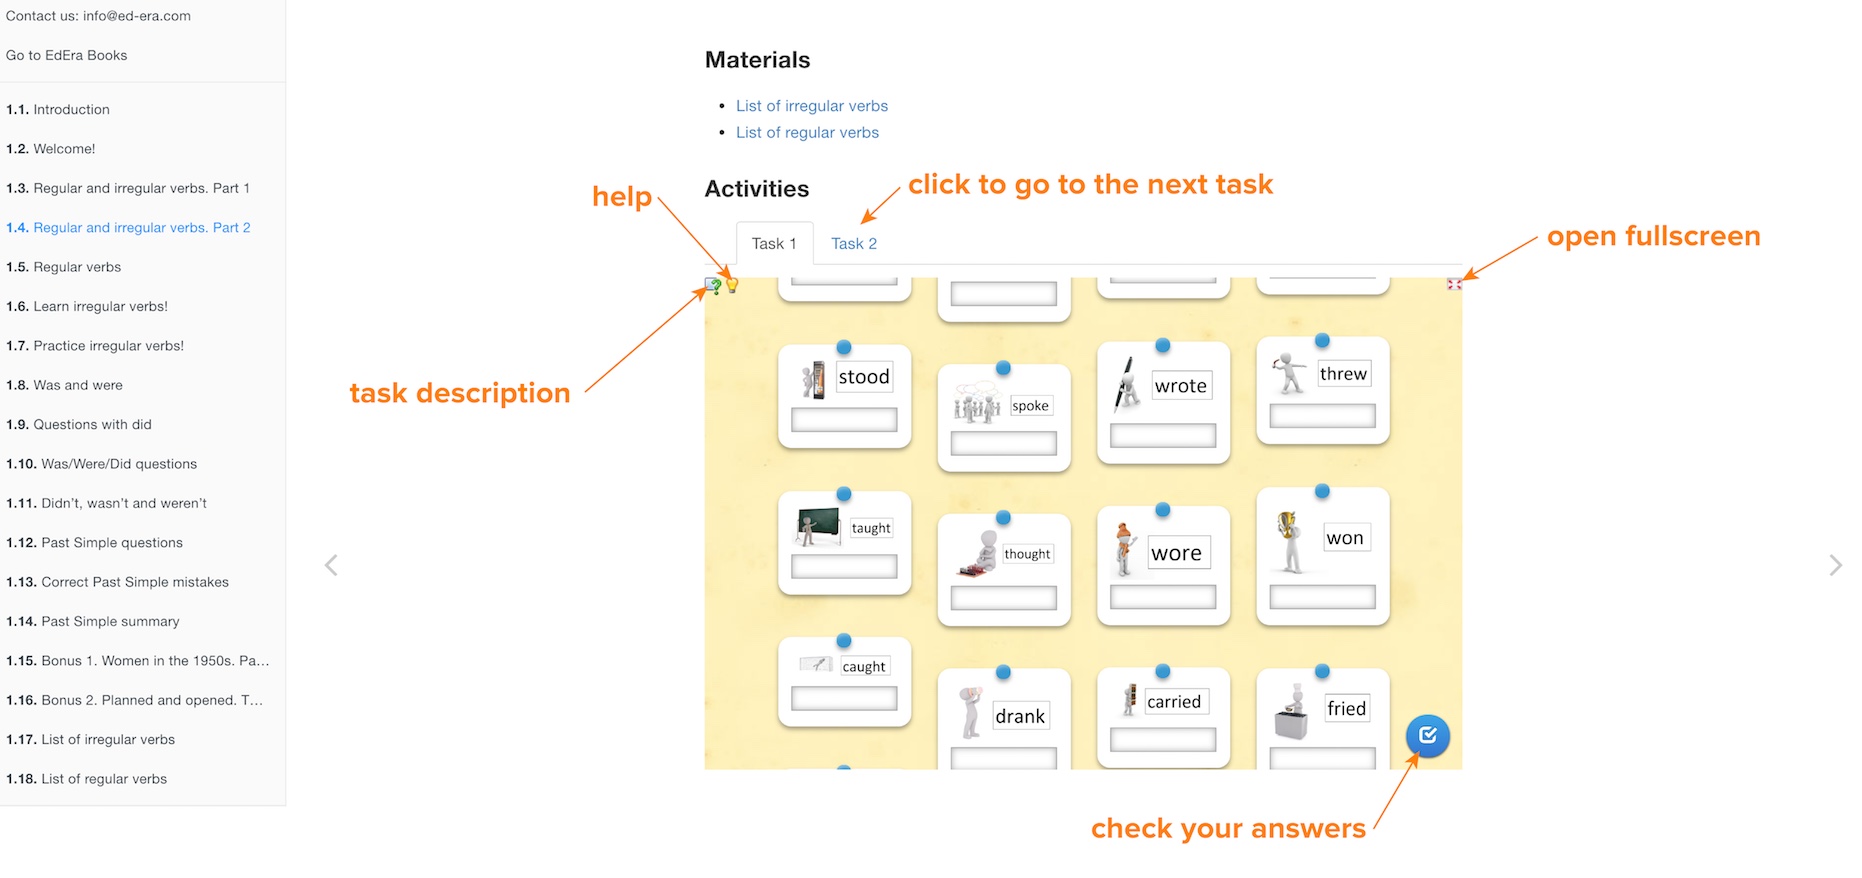 Contact us: info@ed-era.com
Go to EdEra Books
1.1. Introduction
1.2. Welcome!
1.3. Regular and irregular verbs. Part 1
1.4. Regular and irregular verbs. Part 2
1.5. Regular verbs
1.6. Learn irregular verbs!
1.7. Practice irregular verbs!
1.8. Was and were
1.9. Questions with did
1.10. Was/Were/Did questions
1.11. Didn't, wasn't and weren't
1.12. Past Simple questions
1.13. Correct Past Simple mistakes
1.14. Past Simple summary
1.15. Bonus 1. Women in the 1950s. Pa...
1.16. Bonus 2. Planned and opened. T...
1.17. List of irregular verbs
1.18. List of regular verbs
Materials
• List of irregular verbs
• List of regular verbs
Activities
help
click to go to the next task
open fullscreen
Task 1 Task 2
task description
stood
spoke
wrote
threw
taught
thought
wore
won
caught
drank
carried
fried
check your answers